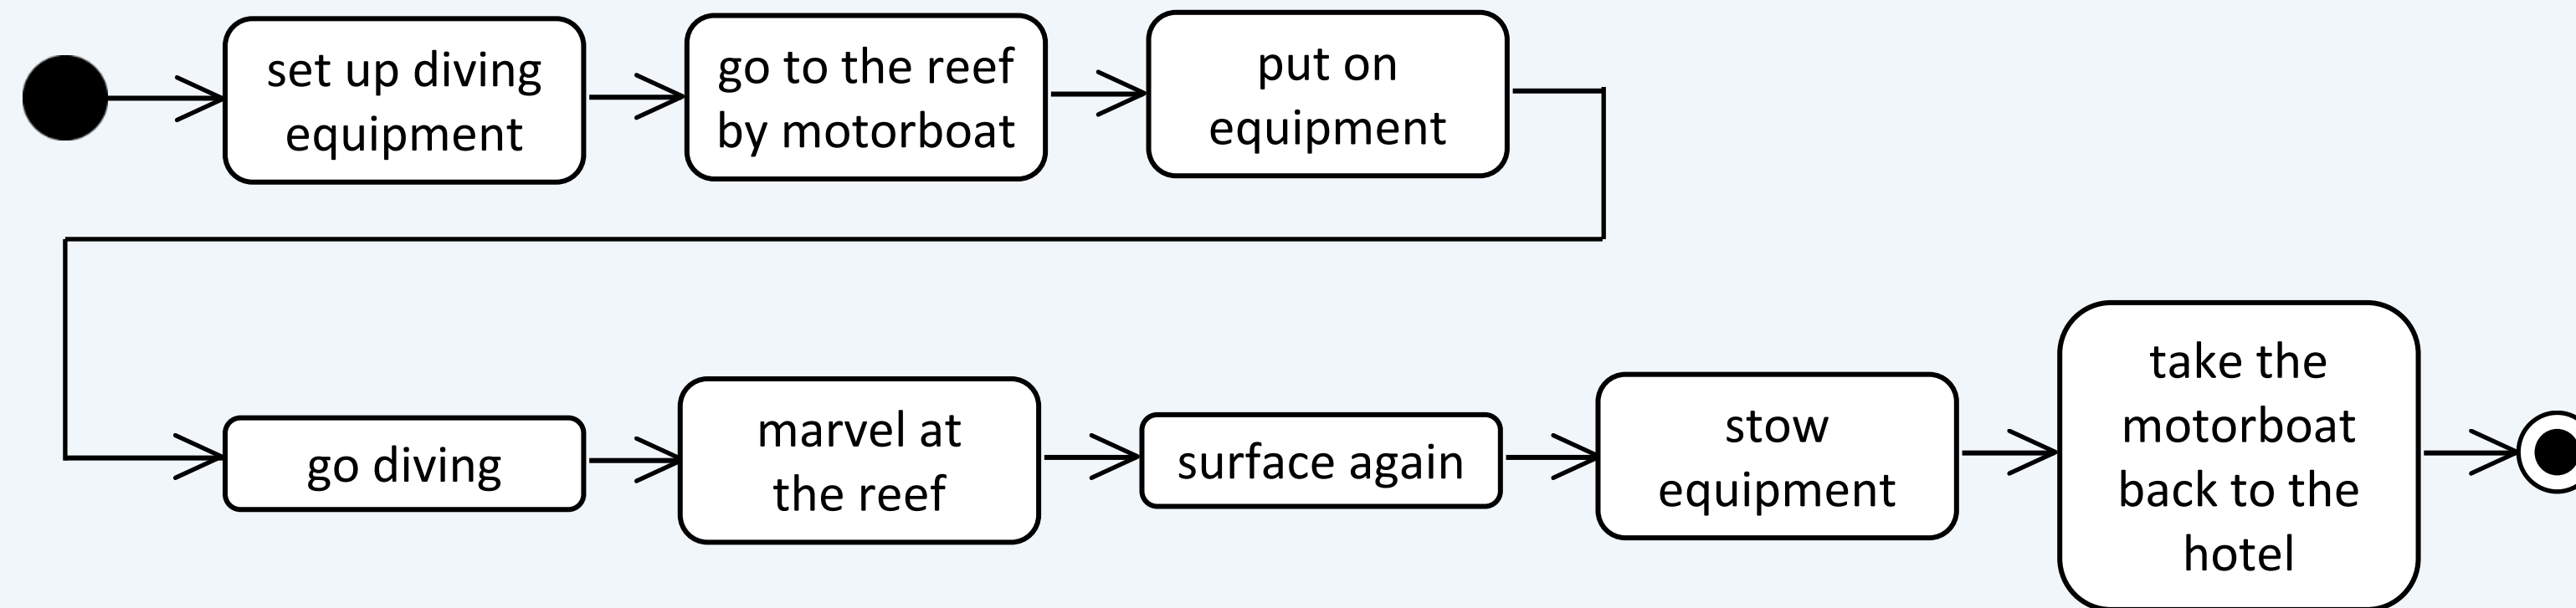 set up diving
equipment
go to the reef
by motorboat
put on
equipment
go diving
marvel at
the reef
surface again
stow
equipment
take the
motorboat
back to the
hotel